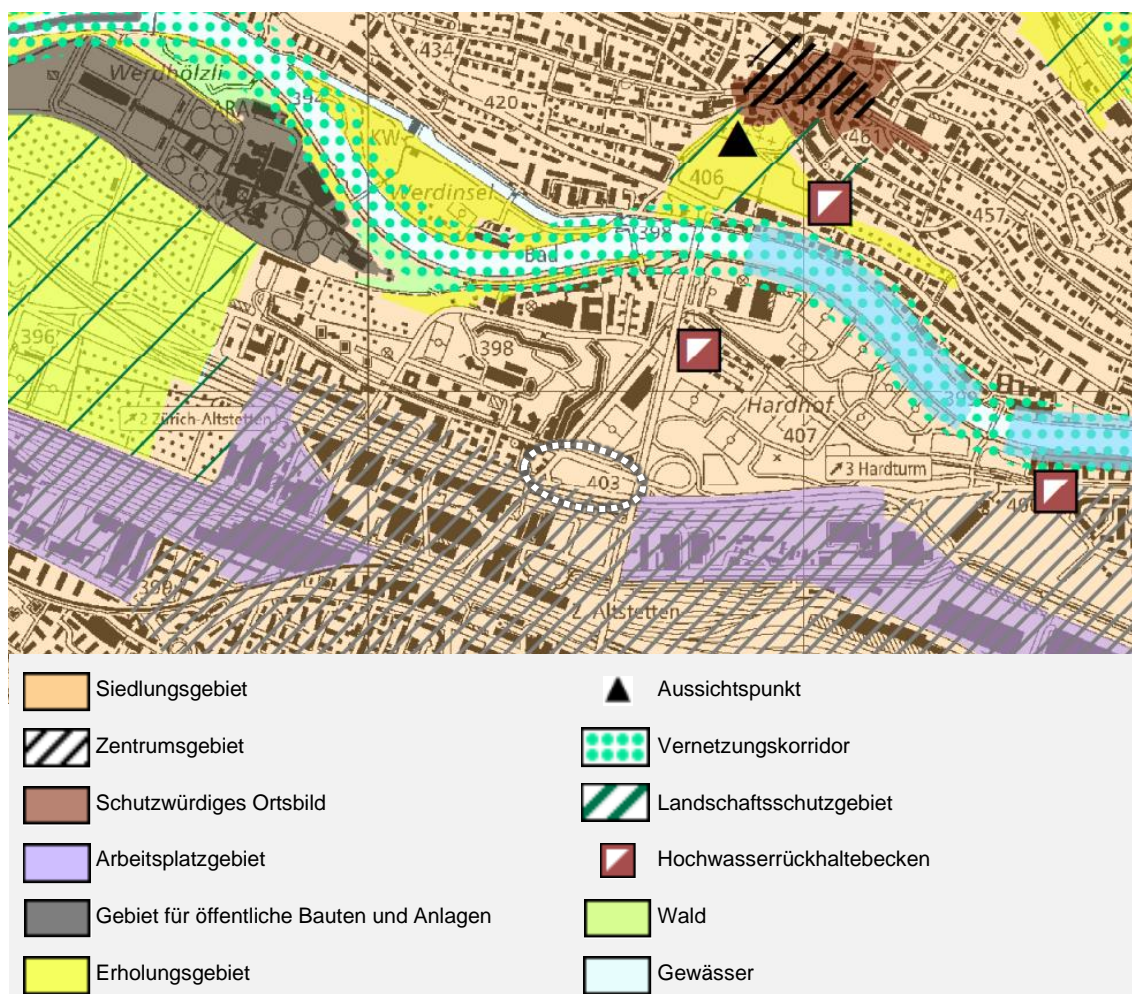 434
Werdhölzli
420
ARA
394
KW
461
406
Werdinsel
457
398
Bad
396
398
399
Hardhof
2 Zürich-Altstetten
407
3 Hardturm
403
Z. Altstetten
Siedlungsgebiet
Aussichtspunkt
Zentrumsgebiet
Vernetzungskorridor
Schutzwürdiges Ortsbild
Landschaftsschutzgebiet
Arbeitsplatzgebiet
Hochwasserrückhaltebecken
Gebiet für öffentliche Bauten und Anlagen
Wald
Erholungsgebiet
Gewässer